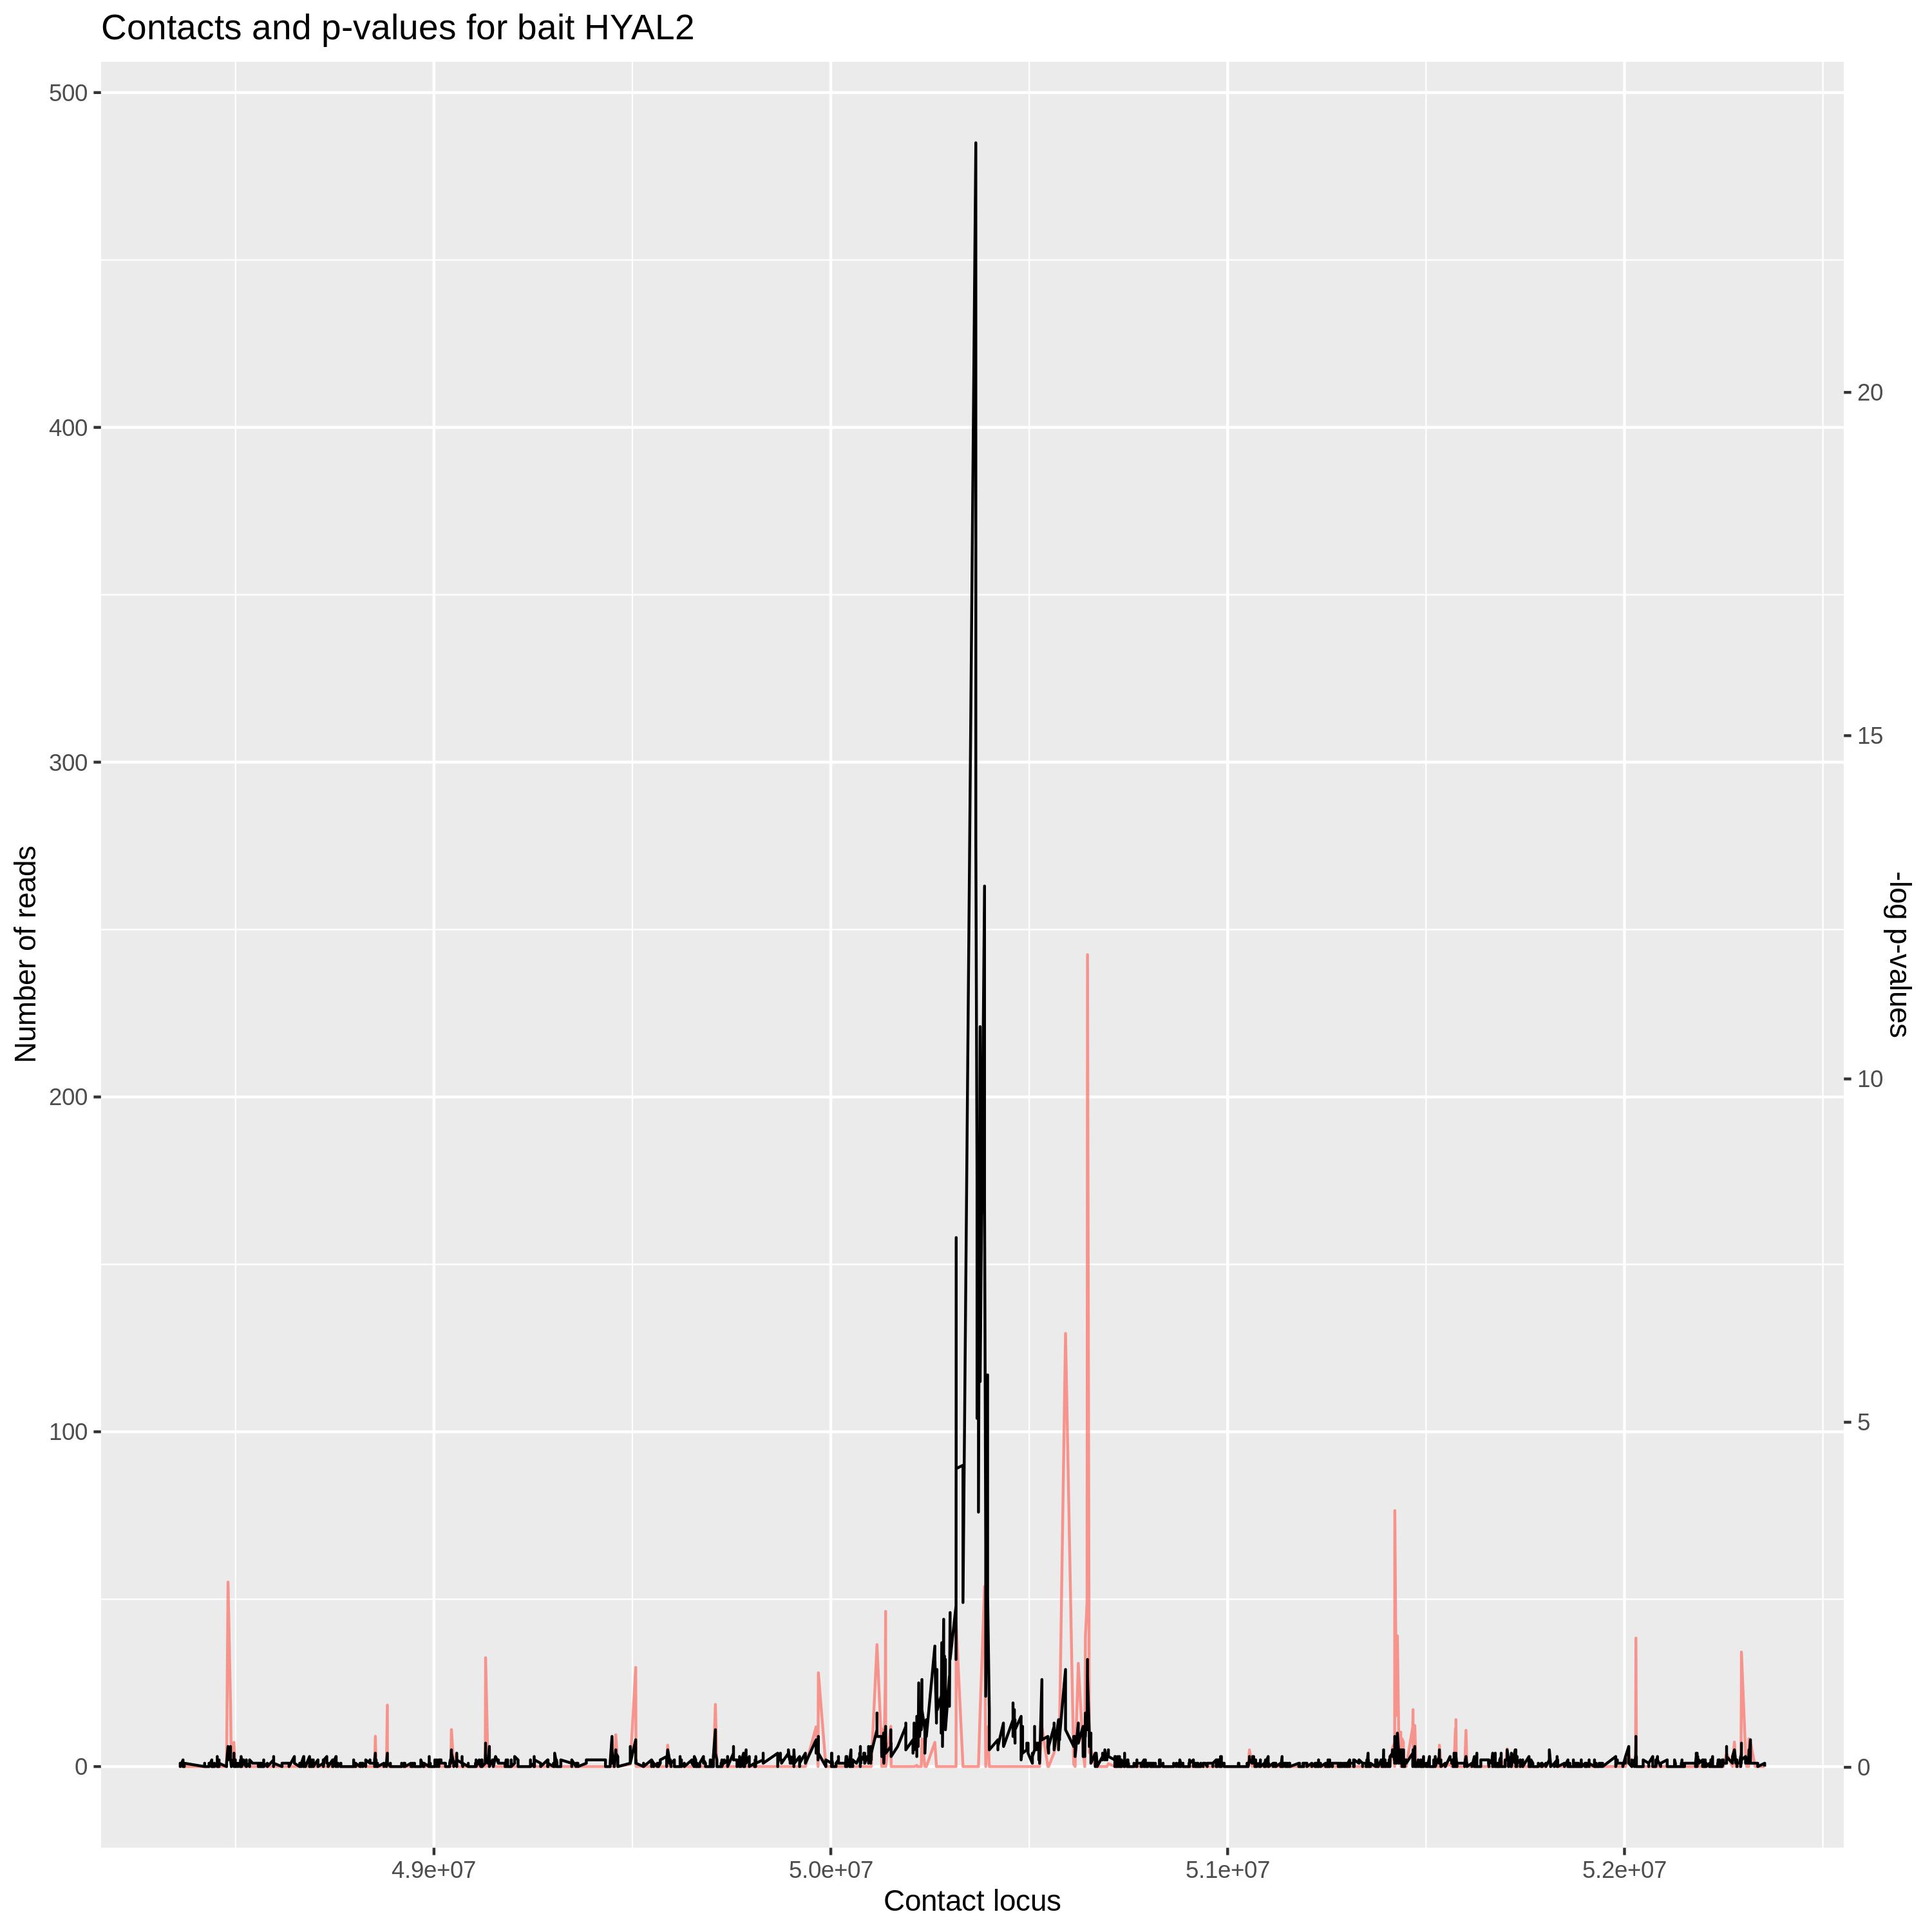 Contacts and p-values for bait HYAL2
500
400
300
200
100
0
Number of reads
20
15
10
5
0
-log p-values
4.9e+07
5.0e+07
5.1e+07
5.2e+07
Contact locus